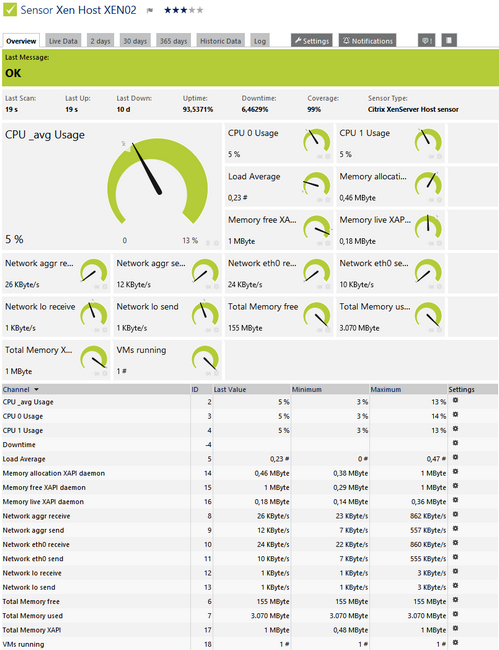 Sensor Xen Host XEN02
Overview Live Data 2 days 30 days 365 days Historic Data Log Settings Notifications
Last Message:
OK
Last Scan: Last Up: Last Down: Uptime: Downtime: Coverage: Sensor Type:
19 s 19 s 10 d 93,5371% 6,4629% 99% Citrix XenServer Host sensor
CPU _avg Usage
5 %
0 13 %
CPU 0 Usage
5 %
CPU 1 Usage
5 %
Load Average
0,23 #
Memory allocati...
0,46 MByte
Memory free XA...
1 MByte
Memory live XAP...
0,18 MByte
Network aggr re...
26 KByte/s
Network aggr se...
12 KByte/s
Network eth0 re...
24 KByte/s
Network eth0 se...
10 KByte/s
Network lo receive
1 KByte/s
Network lo send
1 KByte/s
Total Memory free
155 MByte
Total Memory us...
3.070 MByte
Total Memory X...
1 MByte
VMs running
1 #
Channel ID Last Value Minimum Maximum Settings
CPU _avg Usage 2 5 % 3 % 13 %
CPU 0 Usage 3 5 % 3 % 14 %
CPU 1 Usage 4 5 % 3 % 13 %
Downtime -4
Load Average 5 0,23 # 0 # 0,47 #
Memory allocation XAPI daemon 14 0,46 MByte 0,38 MByte 1 MByte
Memory free XAPI daemon 15 1 MByte 0,29 MByte 1 MByte
Memory live XAPI daemon 16 0,18 MByte 0,14 MByte 0,36 MByte
Network aggr receive 8 26 KByte/s 23 KByte/s 862 KByte/s
Network aggr send 9 12 KByte/s 7 KByte/s 557 KByte/s
Network eth0 receive 10 24 KByte/s 22 KByte/s 860 KByte/s
Network eth0 send 11 10 KByte/s 7 KByte/s 555 KByte/s
Network lo receive 12 1 KByte/s 1 KByte/s 3 KByte/s
Network lo send 13 1 KByte/s 1 KByte/s 3 KByte/s
Total Memory free 6 155 MByte 155 MByte 155 MByte
Total Memory used 7 3.070 MByte 3.070 MByte 3.070 MByte
Total Memory XAPI 17 1 MByte 0,48 MByte 1 MByte
VMs running 18 1 # 1 # 1 #